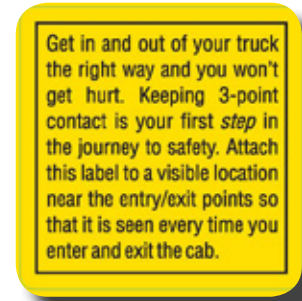 Get in and out of your truck
the right way and you won't
get hurt. Keeping 3-point
contact is your first step in
the journey to safety. Attach
this label to a visible location
near the entry/exit points so
that it is seen every time you
enter and exit the cab.